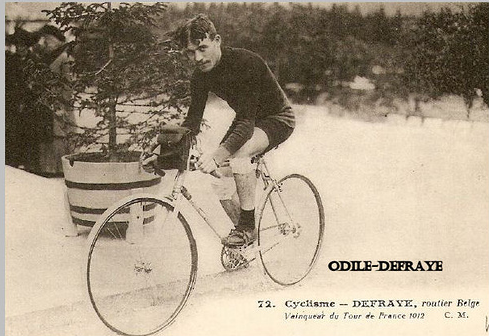 ODILE-DEFRAYE
72. Cyclisme — DEFRAYE, routier Belge
Vainqueur du Tour de France 1912 C. M.